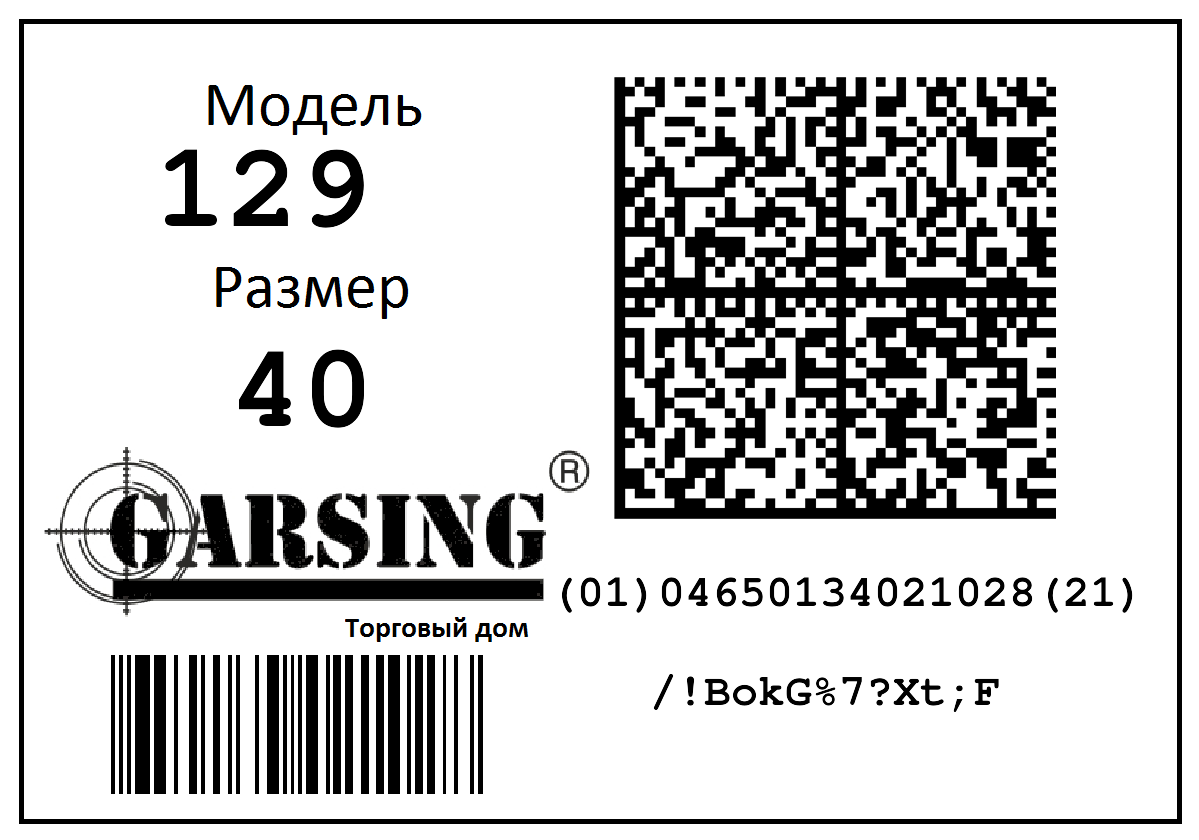 Модель
129
Размер
40
GARSING®
Торговый дом
(01)04650134021028(21)
/!BokG%7?Xt;F